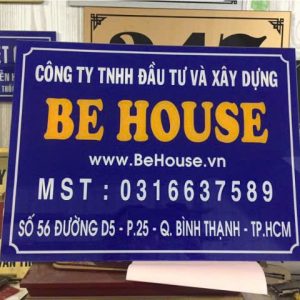 CÔNG TY TNHH ĐẦU TƯ VÀ XÂY DỰNG
BE HOUSE
www.BeHouse.vn
MST : 0316637589
SỐ 56 ĐƯỜNG D5 - P.25 - Q. BÌNH THẠNH - TP.HCM